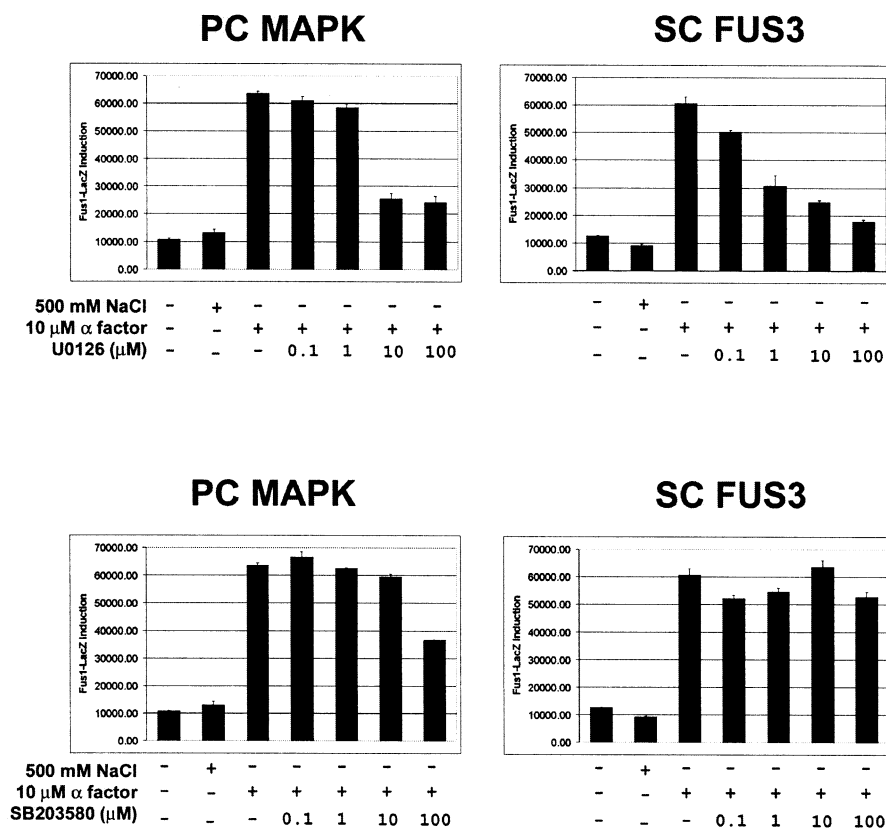 PC MAPK
SC FUS3
Fus1-LacZ Induction
70000.00
60000.00
50000.00
40000.00
30000.00
20000.00
10000.00
0.00
Fus1-LacZ Induction
70000.00
60000.00
50000.00
40000.00
30000.00
20000.00
10000.00
0.00
500 mM NaCl - + - - - - -
- + - - - - -
10 μM α factor - - + + + + +
- - + + + + +
U0126 (μM) - - - 0.1 1 10 100
- - - 0.1 1 10 100
PC MAPK
SC FUS3
Fus1-LacZ Induction
70000.00
60000.00
50000.00
40000.00
30000.00
20000.00
10000.00
0.00
Fus1-LacZ Induction
70000.00
60000.00
50000.00
40000.00
30000.00
20000.00
10000.00
0.00
500 mM NaCl - + - - - - -
- + - - - - -
10 μM α factor - - + + + + +
- - + + + + +
SB203580 (μM) - - - 0.1 1 10 100
- - - 0.1 1 10 100